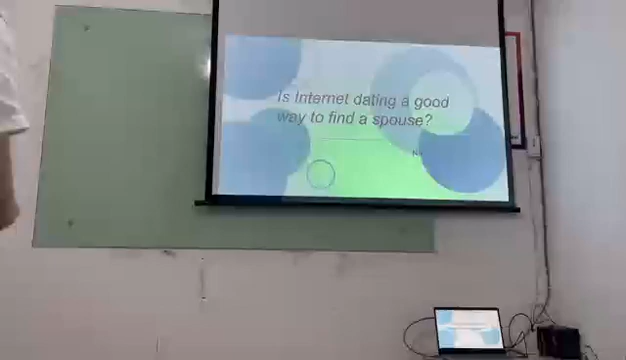 Is Internet dating a good
way to find a spouse?